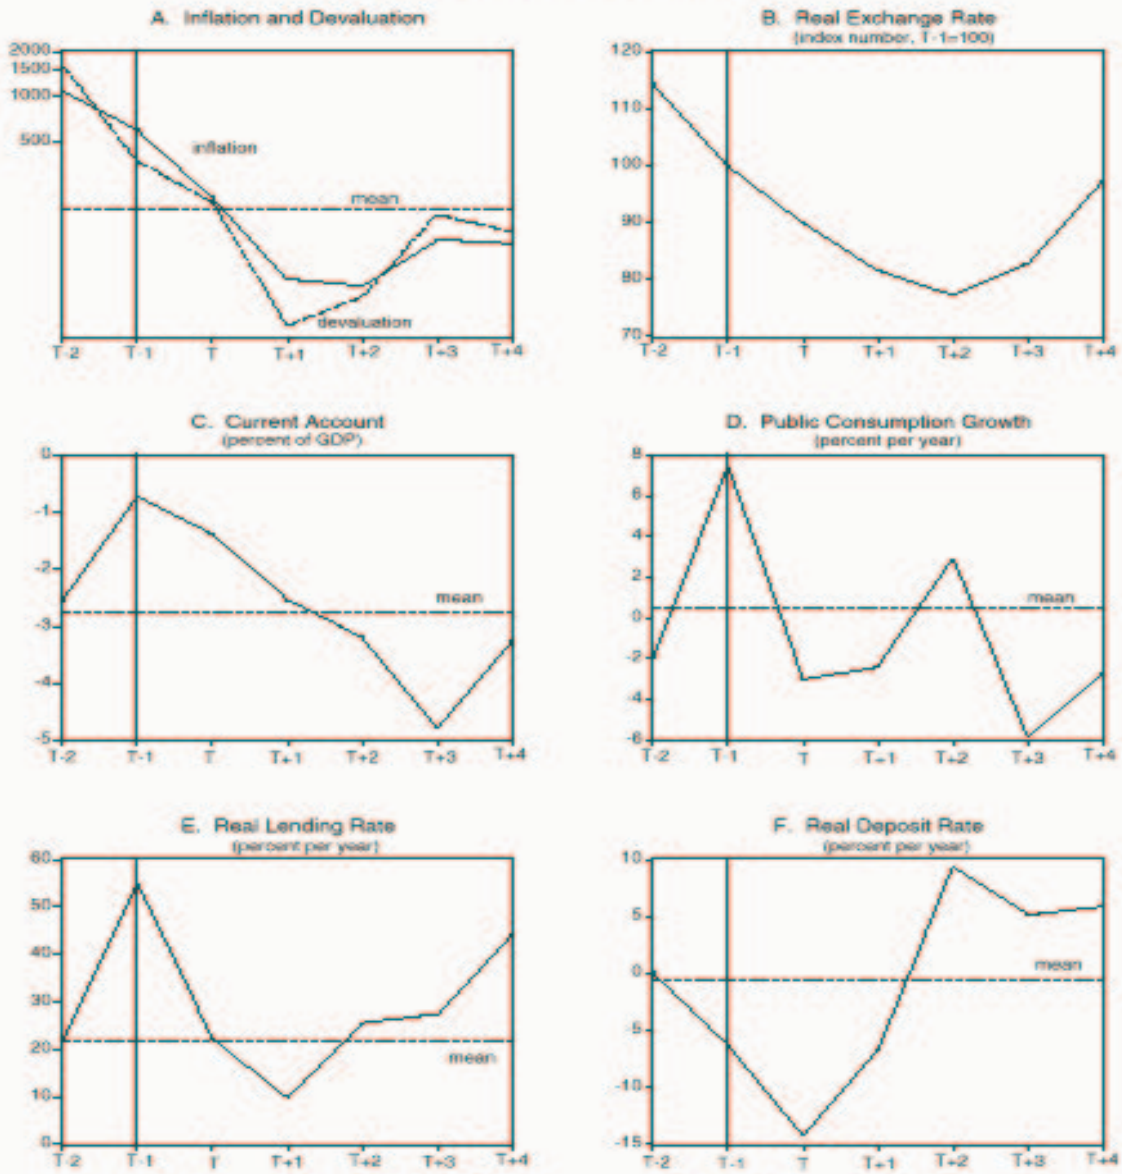 A. Inflation and Devaluation
2000
1500
1000
500
inflation
mean
devaluation
T-2 T-1 T T+1 T+2 T+3 T+4
B. Real Exchange Rate
(index number, T-1=100)
120
110
100
90
80
70
T-2 T-1 T T+1 T+2 T+3 T+4
C. Current Account
(percent of GDP)
0
-1
-2
mean
-3
-4
-5
T-2 T-1 T T+1 T+2 T+3 T+4
D. Public Consumption Growth
(percent per year)
8
6
4
2
mean
0
-2
-4
-6
T-2 T-1 T T+1 T+2 T+3 T+4
E. Real Lending Rate
(percent per year)
60
50
40
30
20
mean
10
0
T-2 T-1 T T+1 T+2 T+3 T+4
F. Real Deposit Rate
(percent per year)
10
5
mean
0
-5
-10
-15
T-2 T-1 T T+1 T+2 T+3 T+4